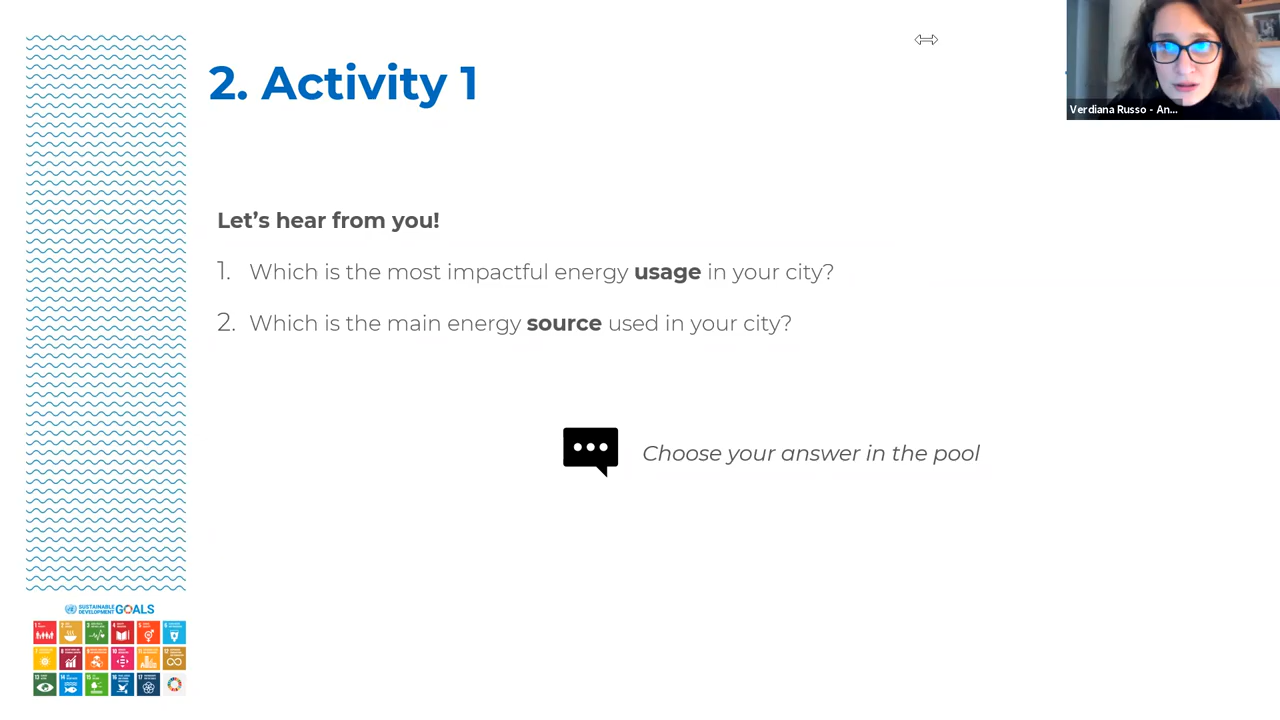 2. Activity 1
Verdiana Russo - An...
Let's hear from you!
1. Which is the most impactful energy usage in your city?
2. Which is the main energy source used in your city?
Choose your answer in the pool
SUSTAINABLE
DEVELOPMENT GOALS